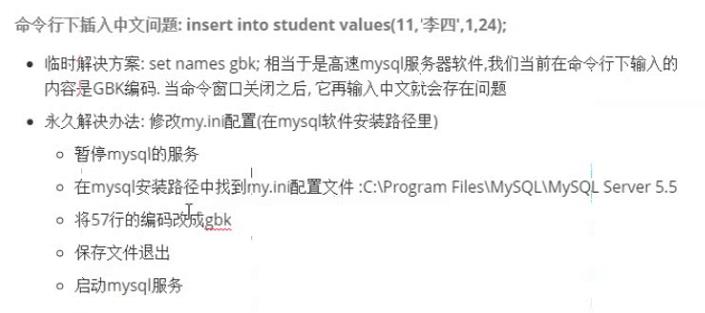 命令行下插入中文问题: insert into student values(11,'李四',1,24);
临时解决方案: set names gbk; 相当于是高速mysql服务器软件,我们当前在命令行下输入的
内容是GBK编码. 当命令窗口关闭之后, 它再输入中文就会存在问题
永久解决办法: 修改my.ini配置(在mysql软件安装路径里)
暂停mysql的服务
在mysql安装路径中找到my.ini配置文件 :C:\Program Files\MySQL\MySQL Server 5.5
将57行的编码改成gbk
保存文件退出
启动mysql服务